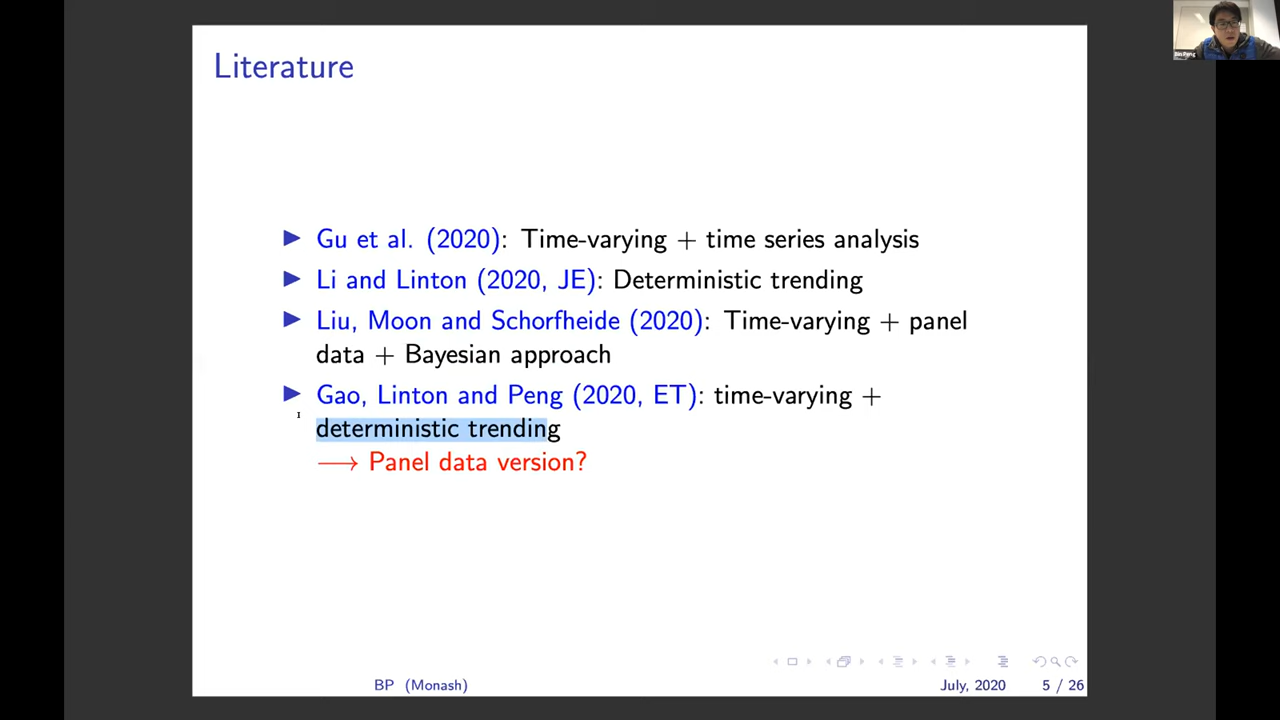 Literature
Gu et al. (2020): Time-varying + time series analysis
Li and Linton (2020, JE): Deterministic trending
Liu, Moon and Schorfheide (2020): Time-varying + panel
data + Bayesian approach
Gao, Linton and Peng (2020, ET): time-varying +
deterministic trending
⟶ Panel data version?
BP (Monash)
July, 2020
5 / 26
Bin Peng